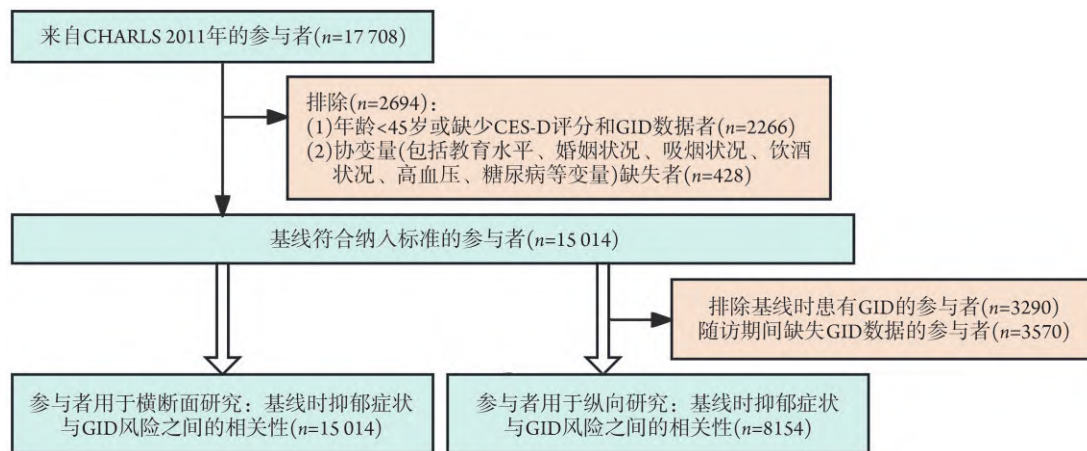 来自CHARLS 2011年的参与者(n=17 708)
排除(n=2694)：
(1)年龄<45岁或缺少CES-D评分和GID数据者(n=2266)
(2)协变量(包括教育水平、婚姻状况、吸烟状况、饮酒
状况、高血压、糖尿病等变量)缺失者(n=428)
基线符合纳入标准的参与者(n=15 014)
排除基线时患有GID的参与者(n=3290)
随访期间缺失GID数据的参与者(n=3570)
参与者用于横断面研究：基线时抑郁症状
与GID风险之间的相关性(n=15 014)
参与者用于纵向研究：基线时抑郁症状
与GID风险之间的相关性(n=8154)